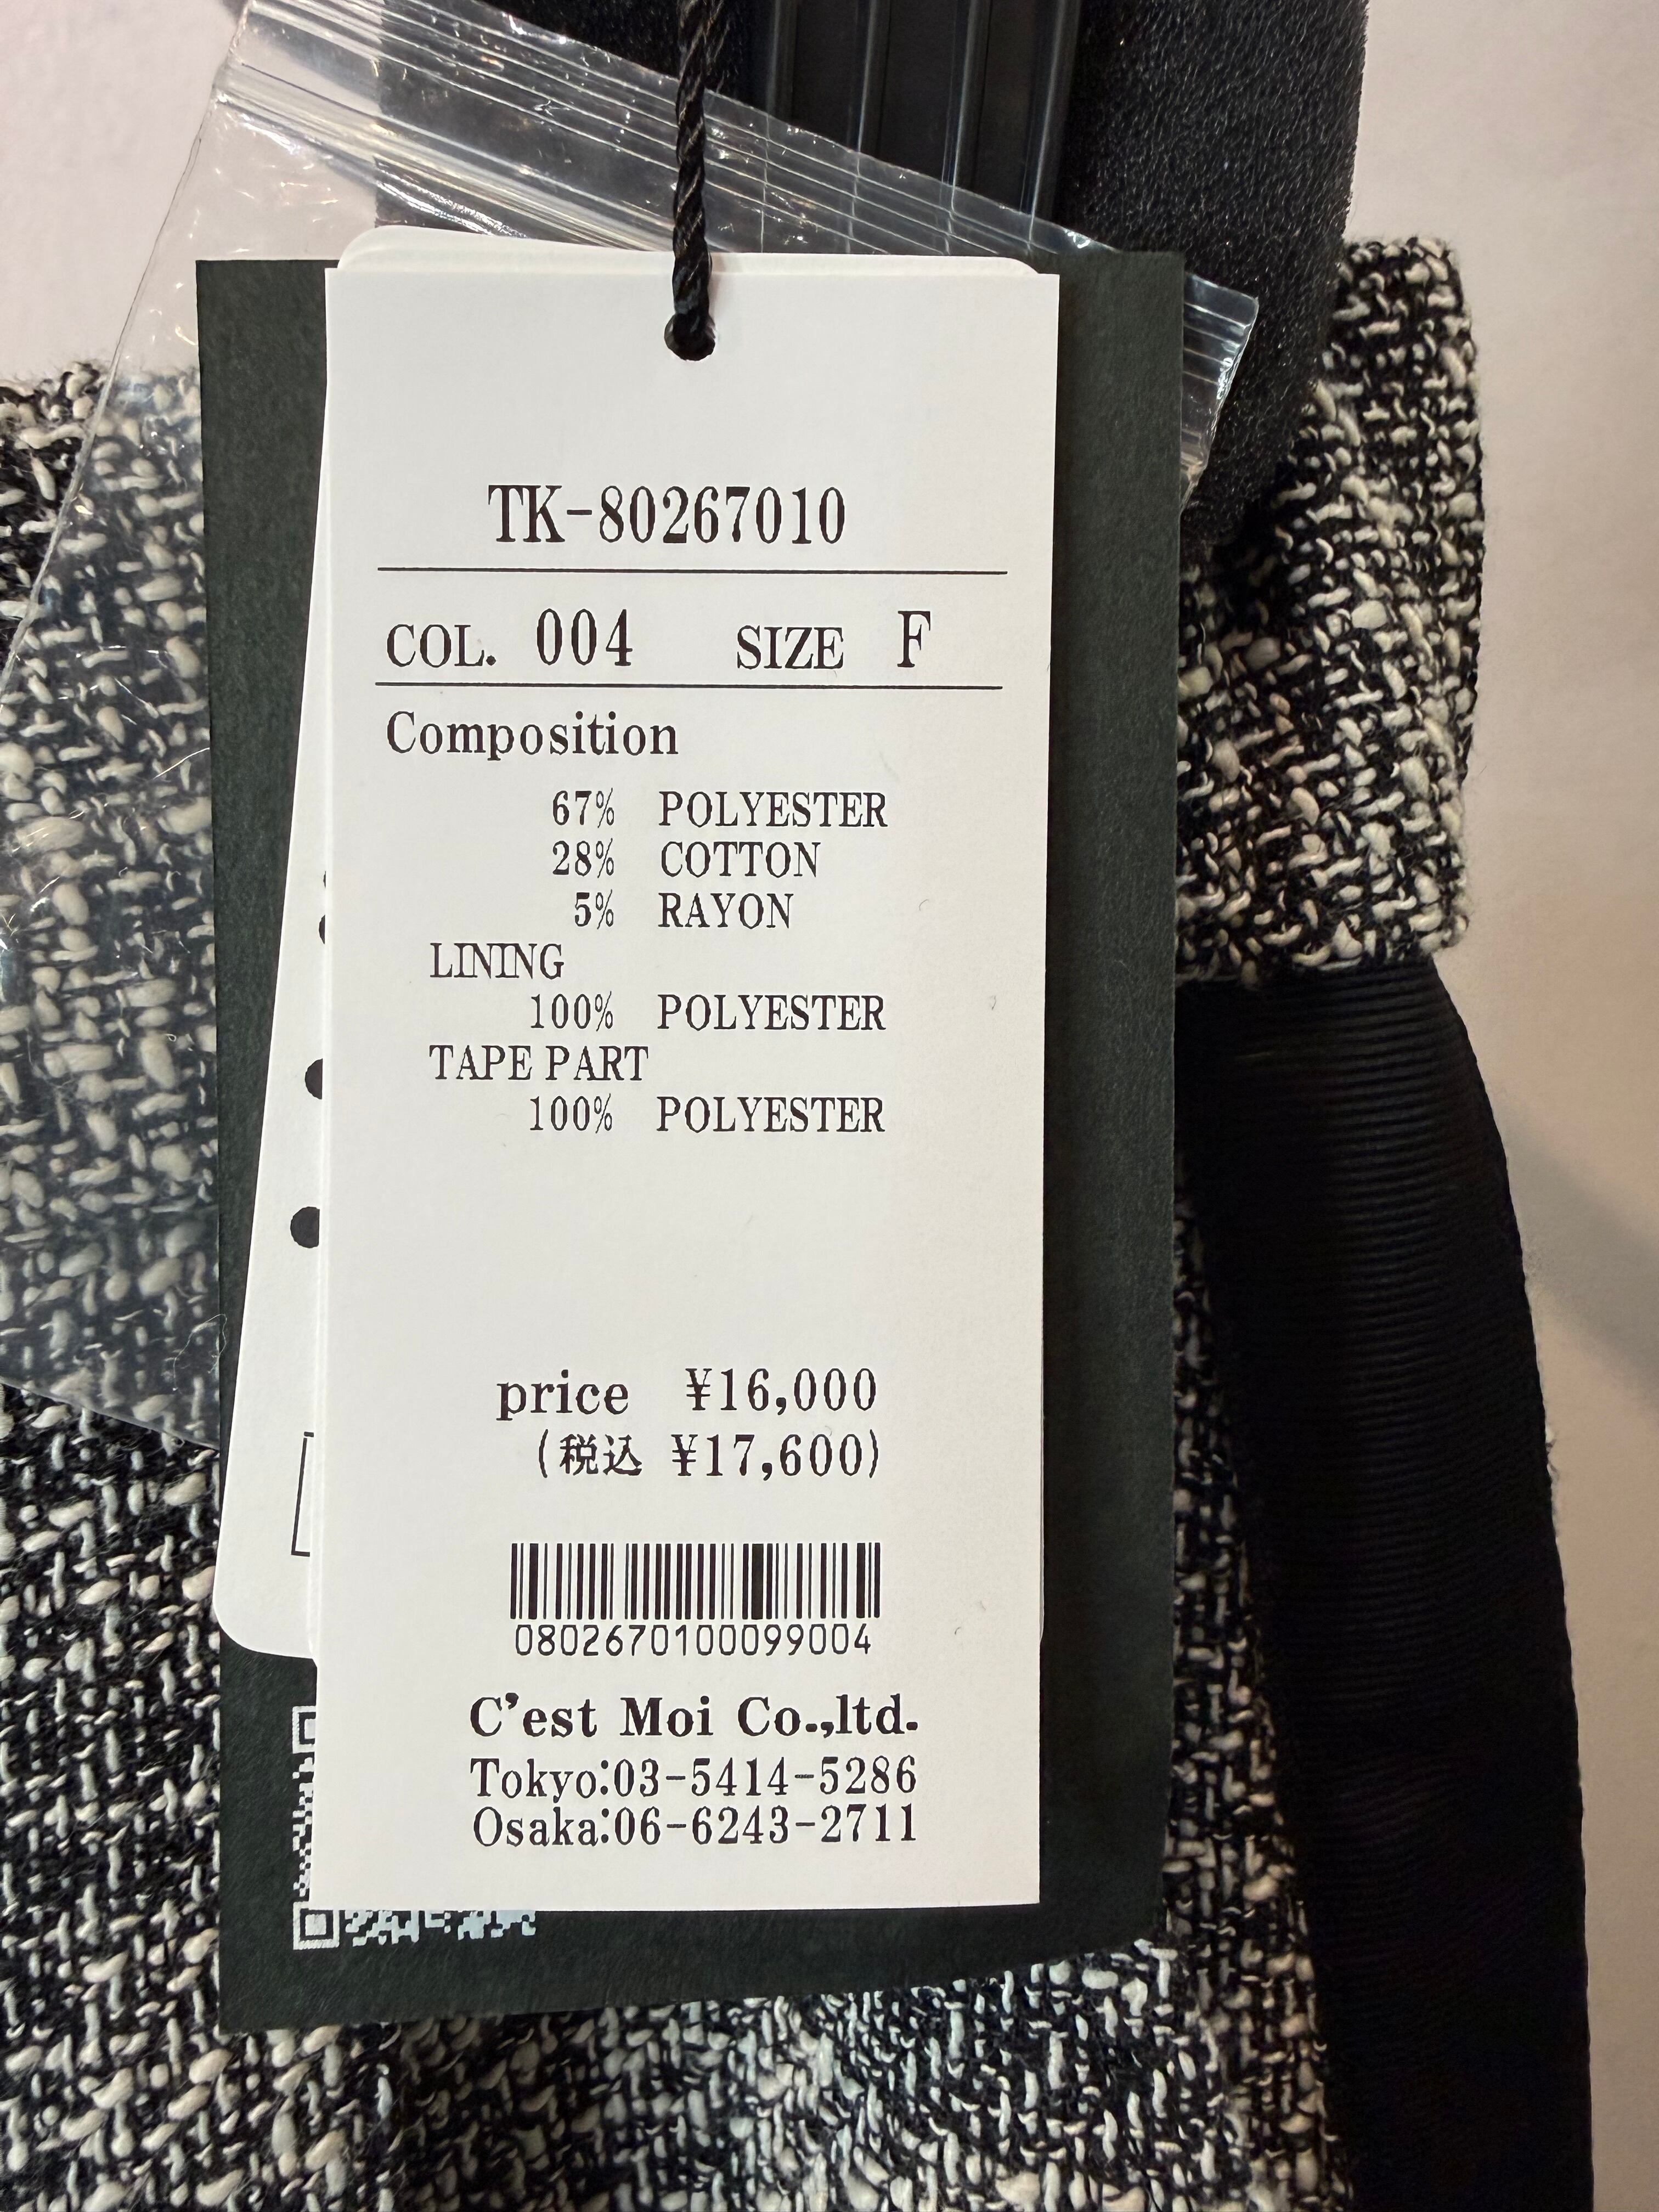 TK-80267010
COL. 004 SIZE F
Composition
67% POLYESTER
28% COTTON
5% RAYON
LINING
100% POLYESTER
TAPE PART
100% POLYESTER
price ¥16,000
(税込 ¥17,600)
0802670100099004
C'est Moi Co.,ltd.
Tokyo:03-5414-5286
Osaka:06-6243-2711